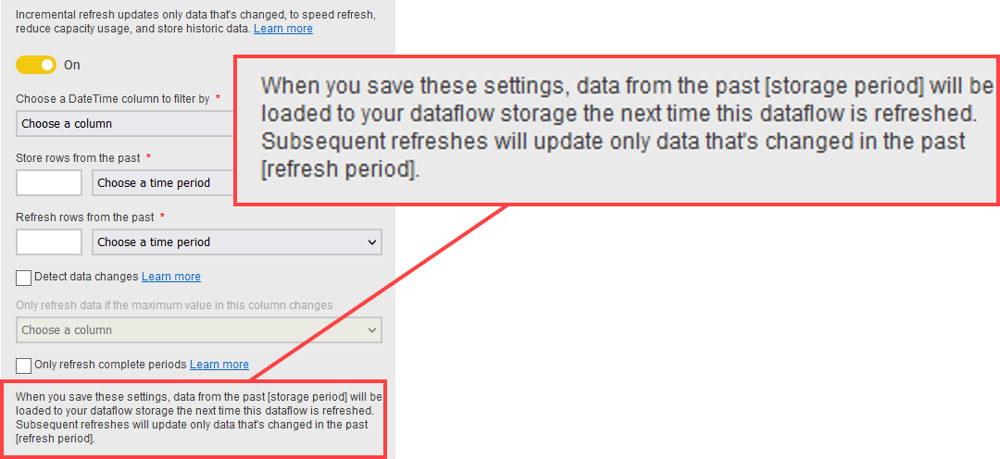 Incremental refresh updates only data that's changed, to speed refresh,
reduce capacity usage, and store historic data. Learn more
On
Choose a DateTime column to filter by *
Choose a column
Store rows from the past *
Choose a time period
Refresh rows from the past *
Choose a time period
Detect data changes Learn more
Only refresh data if the maximum value in this column changes
Choose a column
Only refresh complete periods Learn more
When you save these settings, data from the past [storage period] will be
loaded to your dataflow storage the next time this dataflow is refreshed.
Subsequent refreshes will update only data that's changed in the past
[refresh period].
When you save these settings, data from the past [storage period] will be
loaded to your dataflow storage the next time this dataflow is refreshed.
Subsequent refreshes will update only data that's changed in the past
[refresh period].